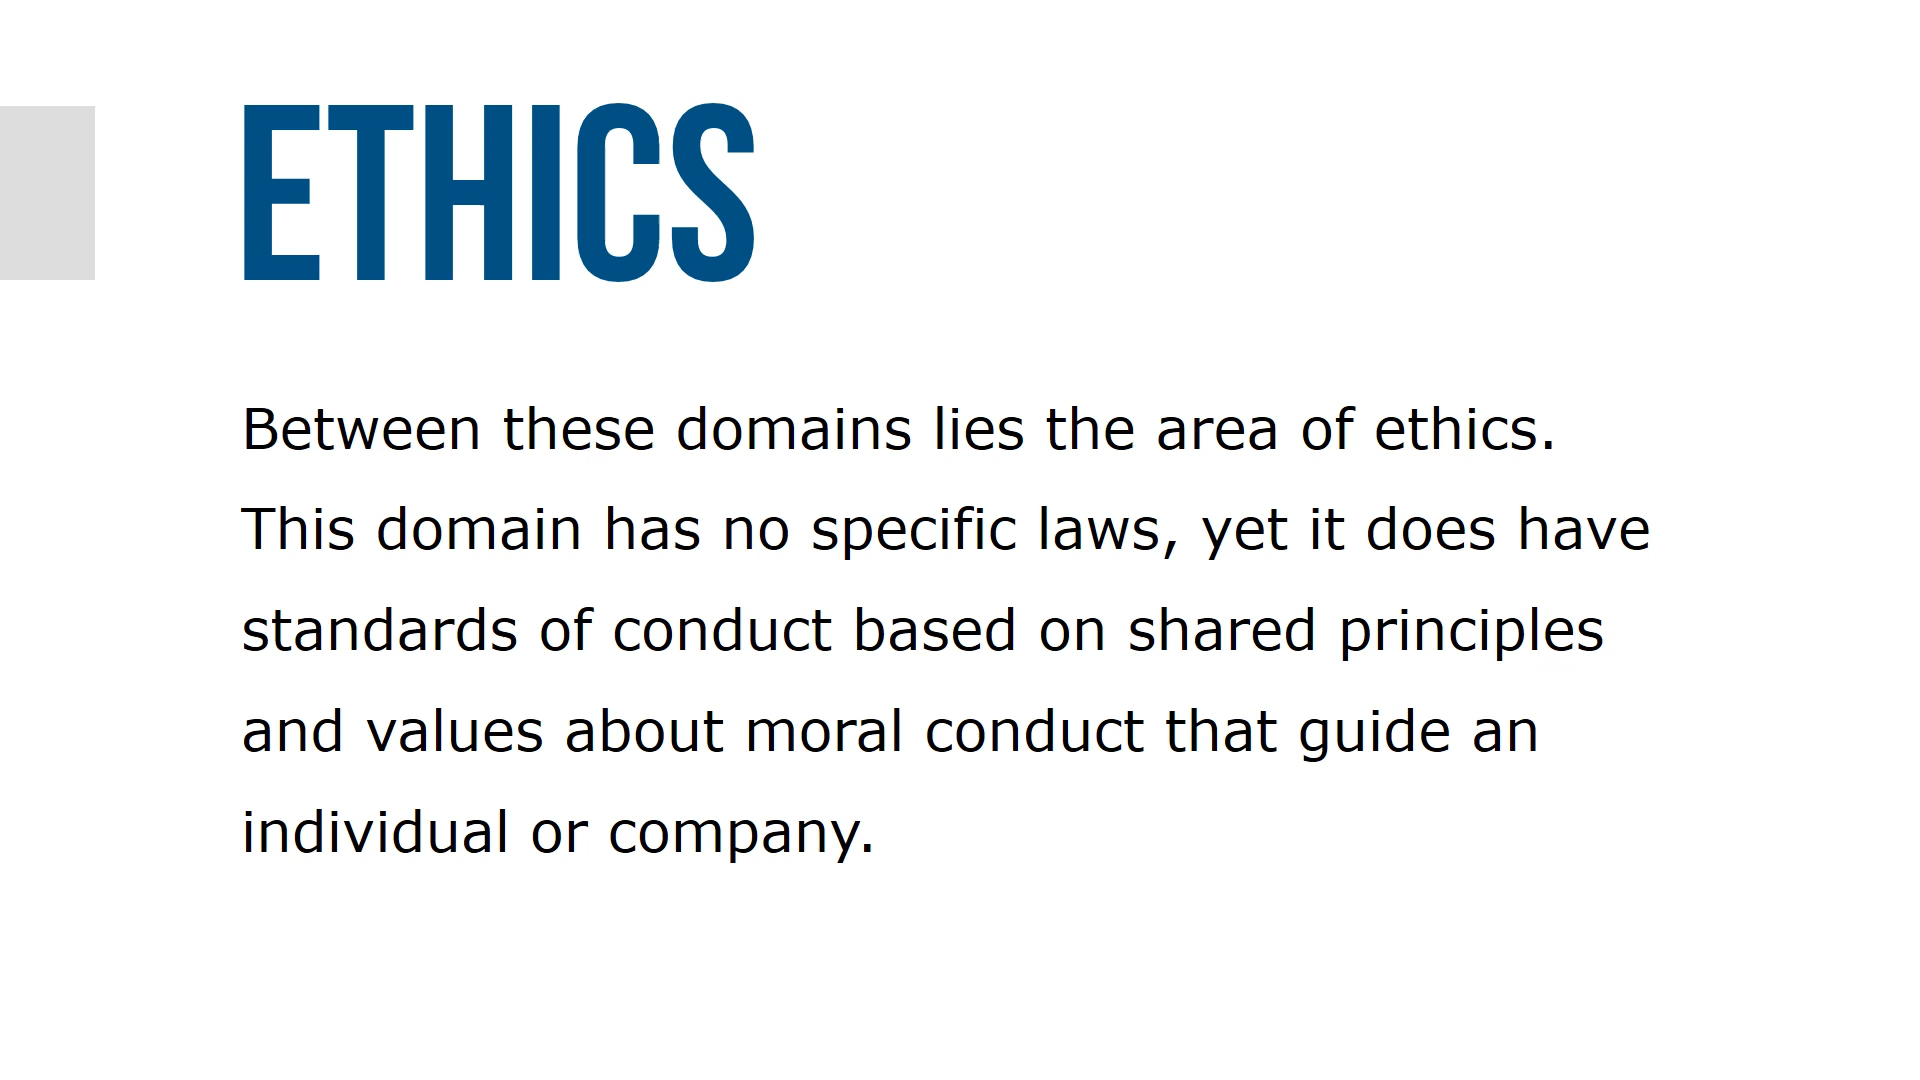 ETHICS
Between these domains lies the area of ethics.
This domain has no specific laws, yet it does have
standards of conduct based on shared principles
and values about moral conduct that guide an
individual or company.